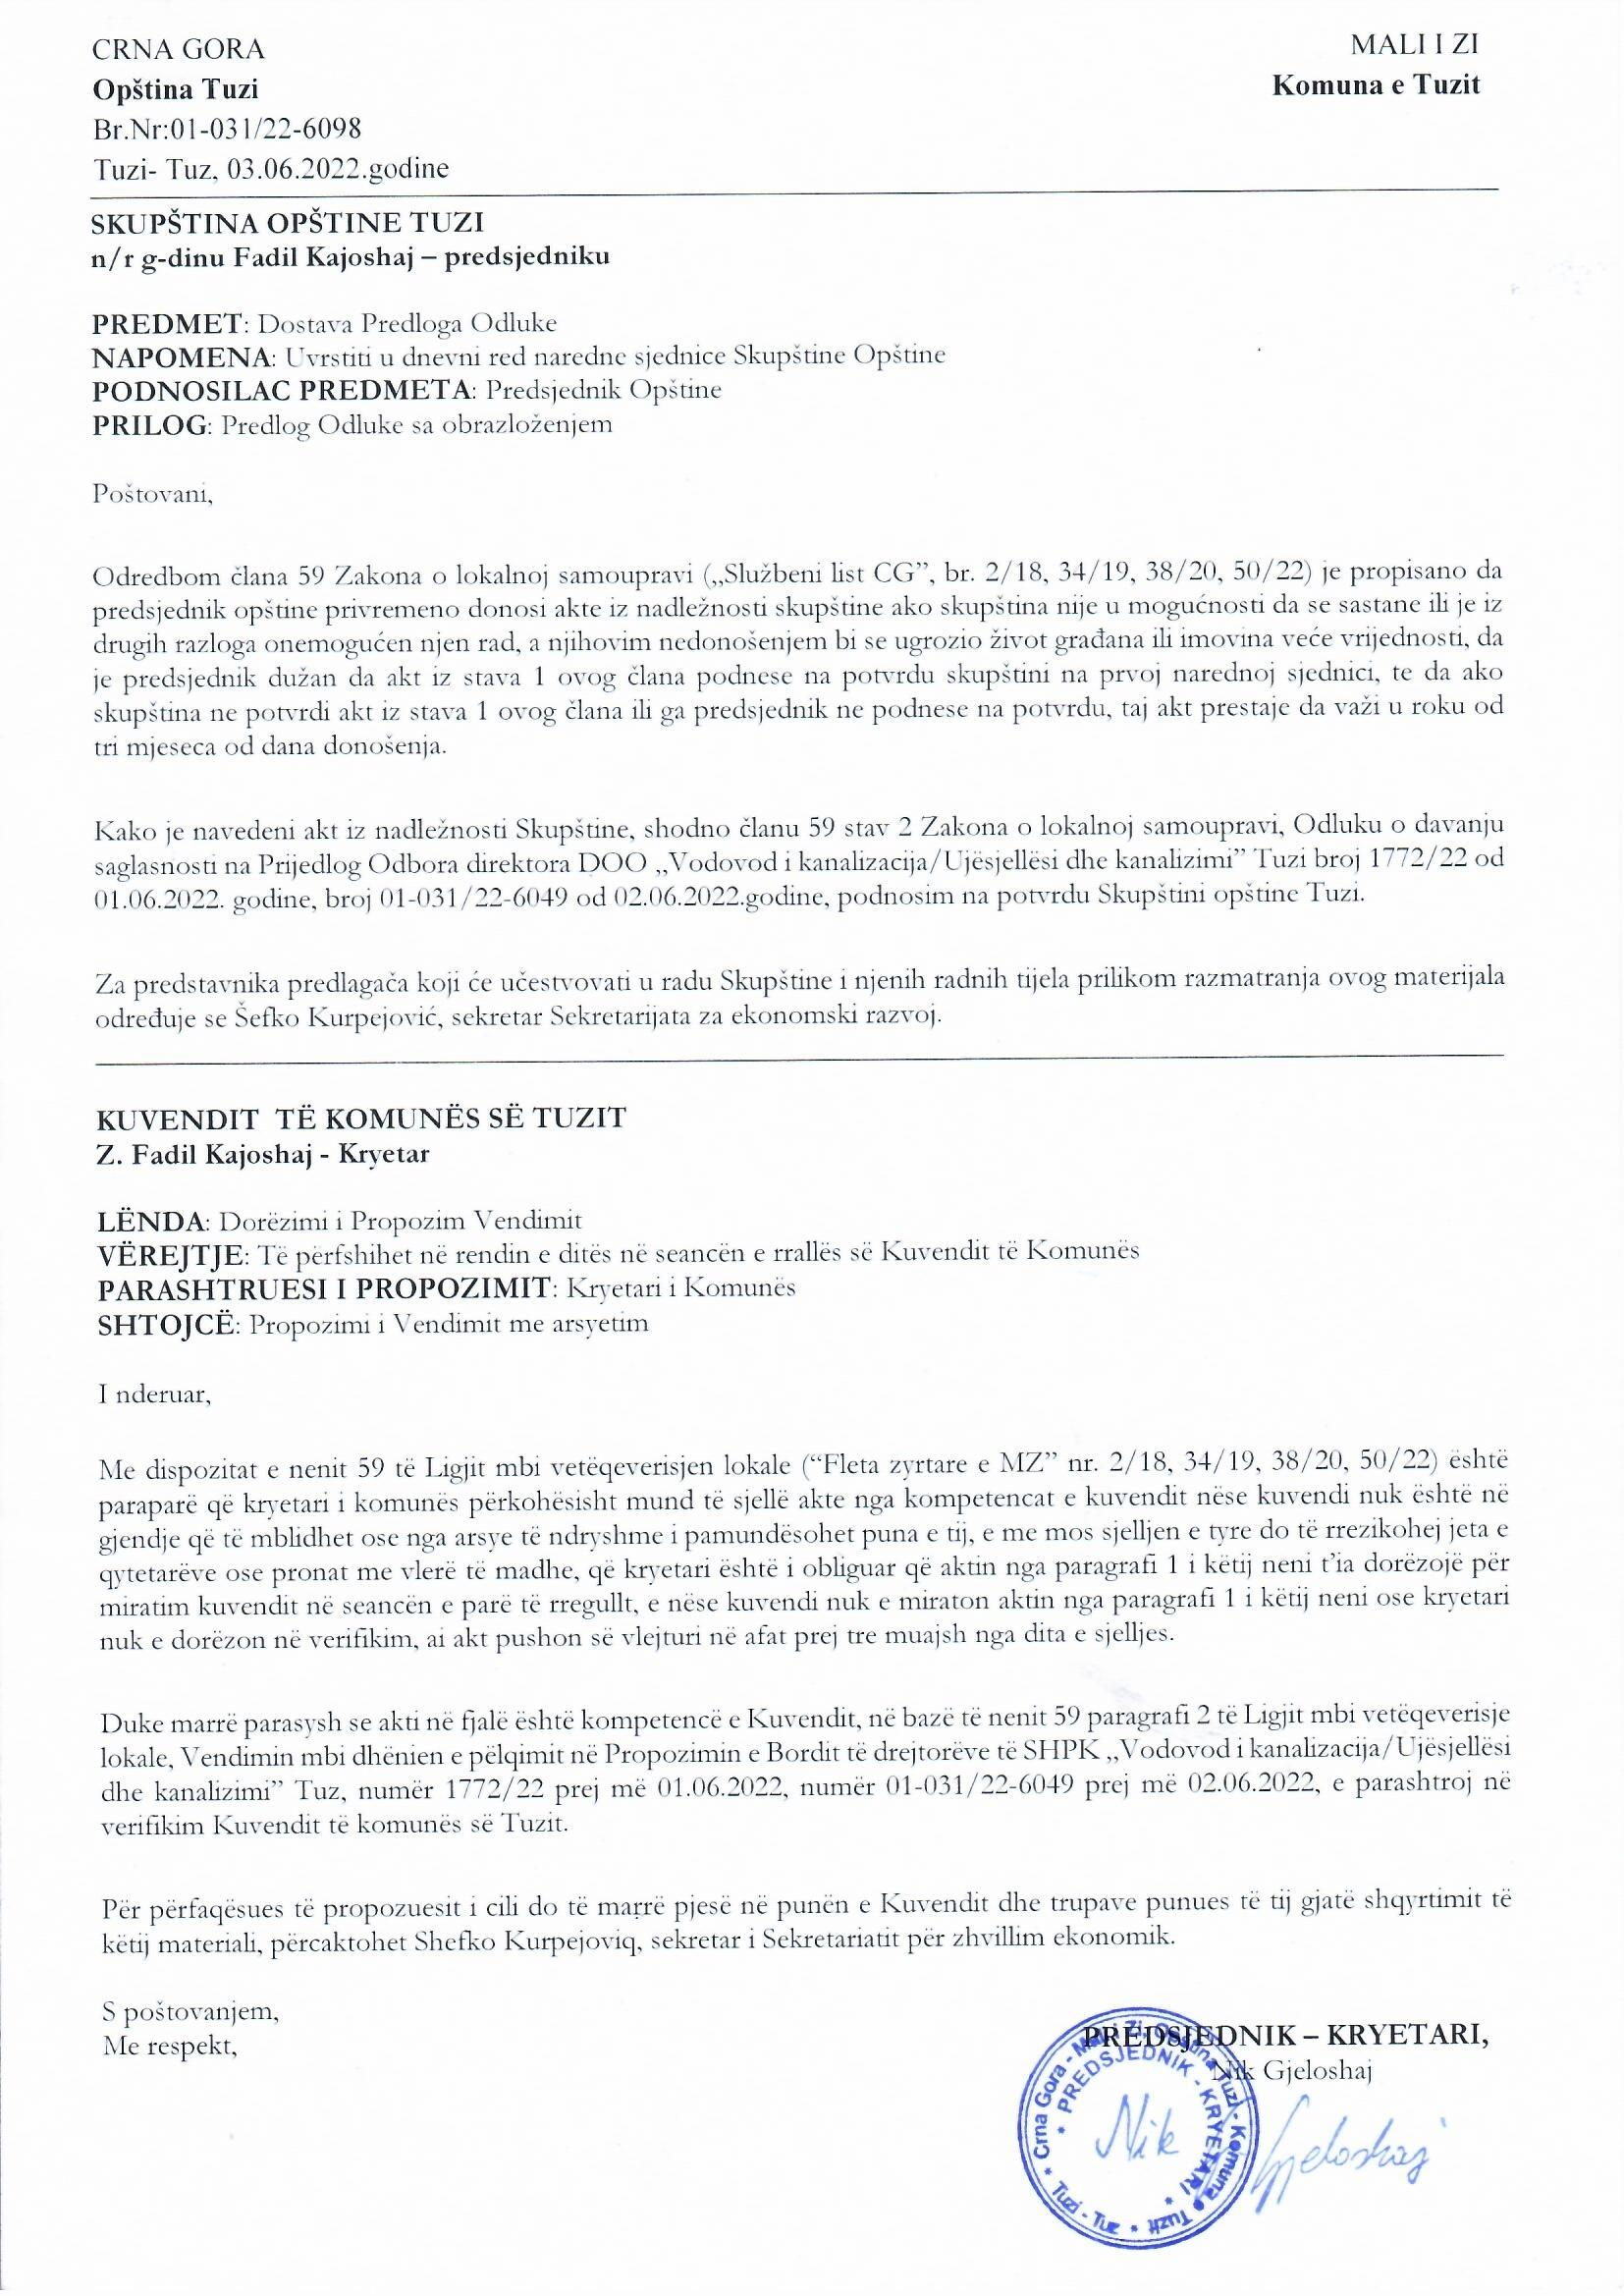 CRNA GORA
MALI I ZI
Opština Tuzi
Komuna e Tuzit
Br.Nr:01-031/22-6098
Tuzi- Tuz, 03.06.2022.godine
SKUPŠTINA OPŠTINE TUZI
n/r g-dinu Fadil Kajoshaj – predsjedniku
PREDMET: Dostava Predloga Odluke
NAPOMENA: Uvrstiti u dnevni red naredne sjednice Skupštine Opštine
PODNOSILAC PREDMETA: Predsjednik Opštine
PRILOG: Predlog Odluke sa obrazloženjem
Poštovani,
Odredbom člana 59 Zakona o lokalnoj samoupravi („Službeni list CG”, br. 2/18, 34/19, 38/20, 50/22) je propisano da
predsjednik opštine privremeno donosi akte iz nadležnosti skupštine ako skupština nije u mogućnosti da se sastane ili je iz
drugih razloga onemogućen njen rad, a njihovim nedonošenjem bi se ugrozio život građana ili imovina veće vrijednosti, da
je predsjednik dužan da akt iz stava 1 ovog člana podnese na potvrdu skupštini na prvoj narednoj sjednici, te da ako
skupština ne potvrdi akt iz stava 1 ovog člana ili ga predsjednik ne podnese na potvrdu, taj akt prestaje da važi u roku od
tri mjeseca od dana donošenja.
Kako je navedeni akt iz nadležnosti Skupštine, shodno članu 59 stav 2 Zakona o lokalnoj samoupravi, Odluku o davanju
saglasnosti na Prijedlog Odbora direktora DOO „Vodovod i kanalizacija/Ujësjellësi dhe kanalizimi” Tuzi broj 1772/22 od
01.06.2022. godine, broj 01-031/22-6049 od 02.06.2022.godine, podnosim na potvrdu Skupštini opštine Tuzi.
Za predstavnika predlagača koji će učestvovati u radu Skupštine i njenih radnih tijela prilikom razmatranja ovog materijala
određuje se Šefko Kurpejović, sekretar Sekretarijata za ekonomski razvoj.
KUVENDIT TË KOMUNËS SË TUZIT
Z. Fadil Kajoshaj - Kryetar
LËNDA: Dorëzimi i Propozim Vendimit
VËREJTJE: Të përfshihet në rendin e ditës në seancën e rrallës së Kuvendit të Komunës
PARASHTRUESI I PROPOZIMIT: Kryetari i Komunës
SHTOJCË: Propozimi i Vendimit me arsyetim
I nderuar,
Me dispozitat e nenit 59 të Ligjit mbi vetëqeverisjen lokale (“Fleta zyrtare e MZ” nr. 2/18, 34/19, 38/20, 50/22) është
paraparë që kryetari i komunës përkohësisht mund të sjellë akte nga kompetencat e kuvendit nëse kuvendi nuk është në
gjendje që të mblidhet ose nga arsye të ndryshme i pamundësohet puna e tij, e me mos sjelljen e tyre do të rrezikohej jeta e
qytetarëve ose pronat me vlerë të madhe, që kryetari është i obliguar që aktin nga paragrafi 1 i këtij neni t’ia dorëzojë për
miratim kuvendit në seancën e parë të rregullt, e nëse kuvendi nuk e miraton aktin nga paragrafi 1 i këtij neni ose kryetari
nuk e dorëzon në verifikim, ai akt pushon së vlejturi në afat prej tre muajsh nga dita e sjelljes.
Duke marrë parasysh se akti në fjalë është kompetencë e Kuvendit, në bazë të nenit 59 paragrafi 2 të Ligjit mbi vetëqeverisje
lokale, Vendimin mbi dhënien e pëlqimit në Propozimin e Bordit të drejtorëve të SHPK „Vodovod i kanalizacija/Ujësjellësi
dhe kanalizimi” Tuz, numër 1772/22 prej më 01.06.2022, numër 01-031/22-6049 prej më 02.06.2022, e parashtroj në
verifikim Kuvendit të komunës së Tuzit.
Për përfaqësues të propozuesit i cili do të marrë pjesë në punën e Kuvendit dhe trupave punues të tij gjatë shqyrtimit të
këtij materiali, përcaktohet Shefko Kurpejoviq, sekretar i Sekretariatit për zhvillim ekonomik.
S poštovanjem,
Me respekt,
PREDSJEDNIK – KRYETARI,
Nik Gjeloshaj
Crna Gora - Mali i Zi, Opština Tuzi - Komuna e Tuzit * Tuzi - Tuz *
* PREDSJEDNIK - KRYETARI *
Nik Gjeloshaj